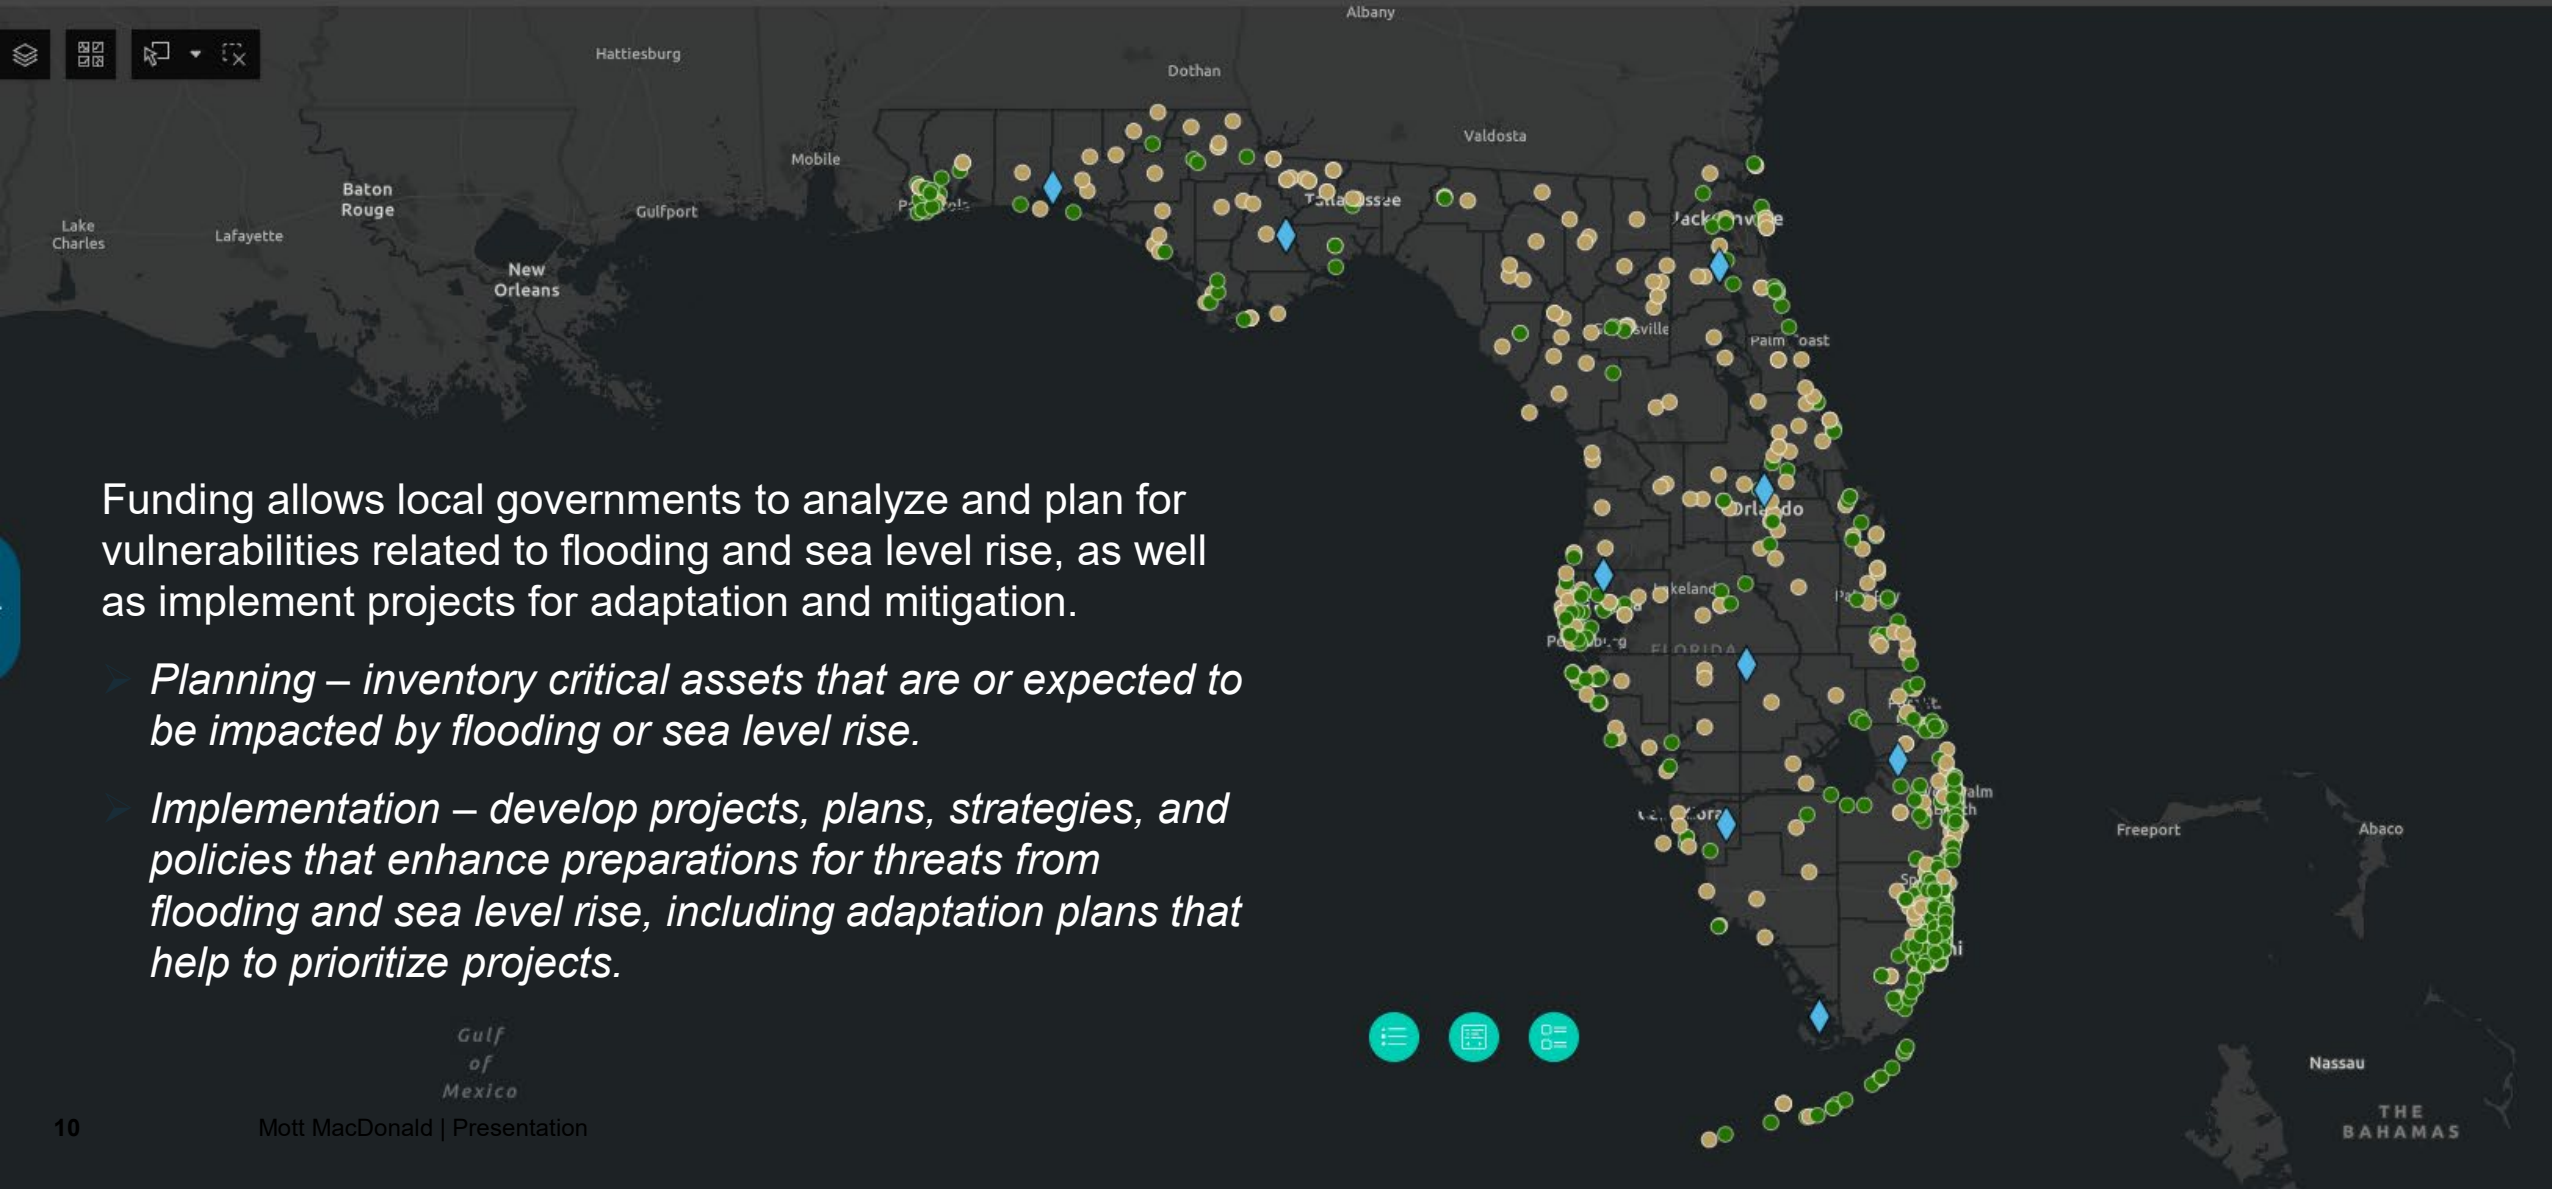 Albany
Hattiesburg
Dothan
Valdosta
Mobile
Baton
Rouge
Gulfport
Lake
Charles
Lafayette
New
Orleans
Palm oast
FLORIDA
Funding allows local governments to analyze and plan for
vulnerabilities related to flooding and sea level rise, as well
as implement projects for adaptation and mitigation.
Planning – inventory critical assets that are or expected to
be impacted by flooding or sea level rise.
Implementation – develop projects, plans, strategies, and
policies that enhance preparations for threats from
flooding and sea level rise, including adaptation plans that
help to prioritize projects.
Freeport
Abaco
Gulf
of
Mexico
Nassau
THE
BAHAMAS
10
Mott MacDonald | Presentation